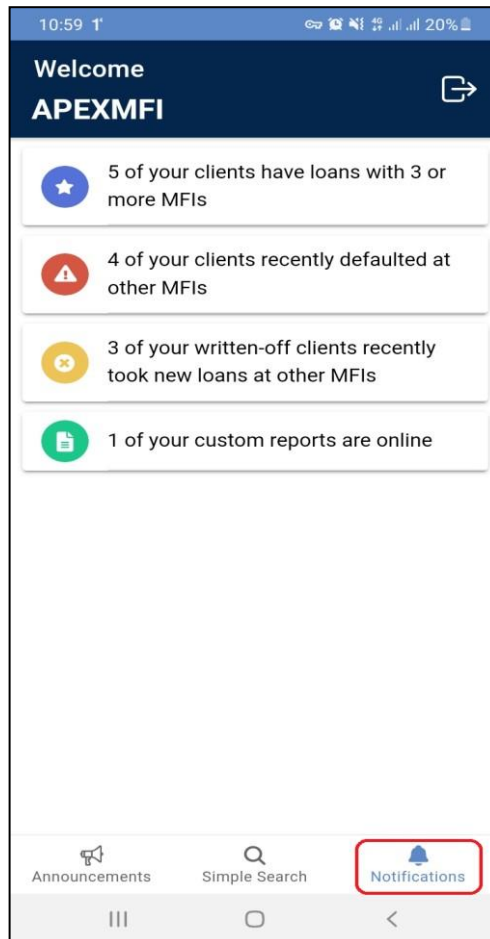 10:59 1'
4G 20%
Welcome
APEXMFI
5 of your clients have loans with 3 or
more MFIs
4 of your clients recently defaulted at
other MFIs
3 of your written-off clients recently
took new loans at other MFIs
1 of your custom reports are online
Announcements Simple Search Notifications